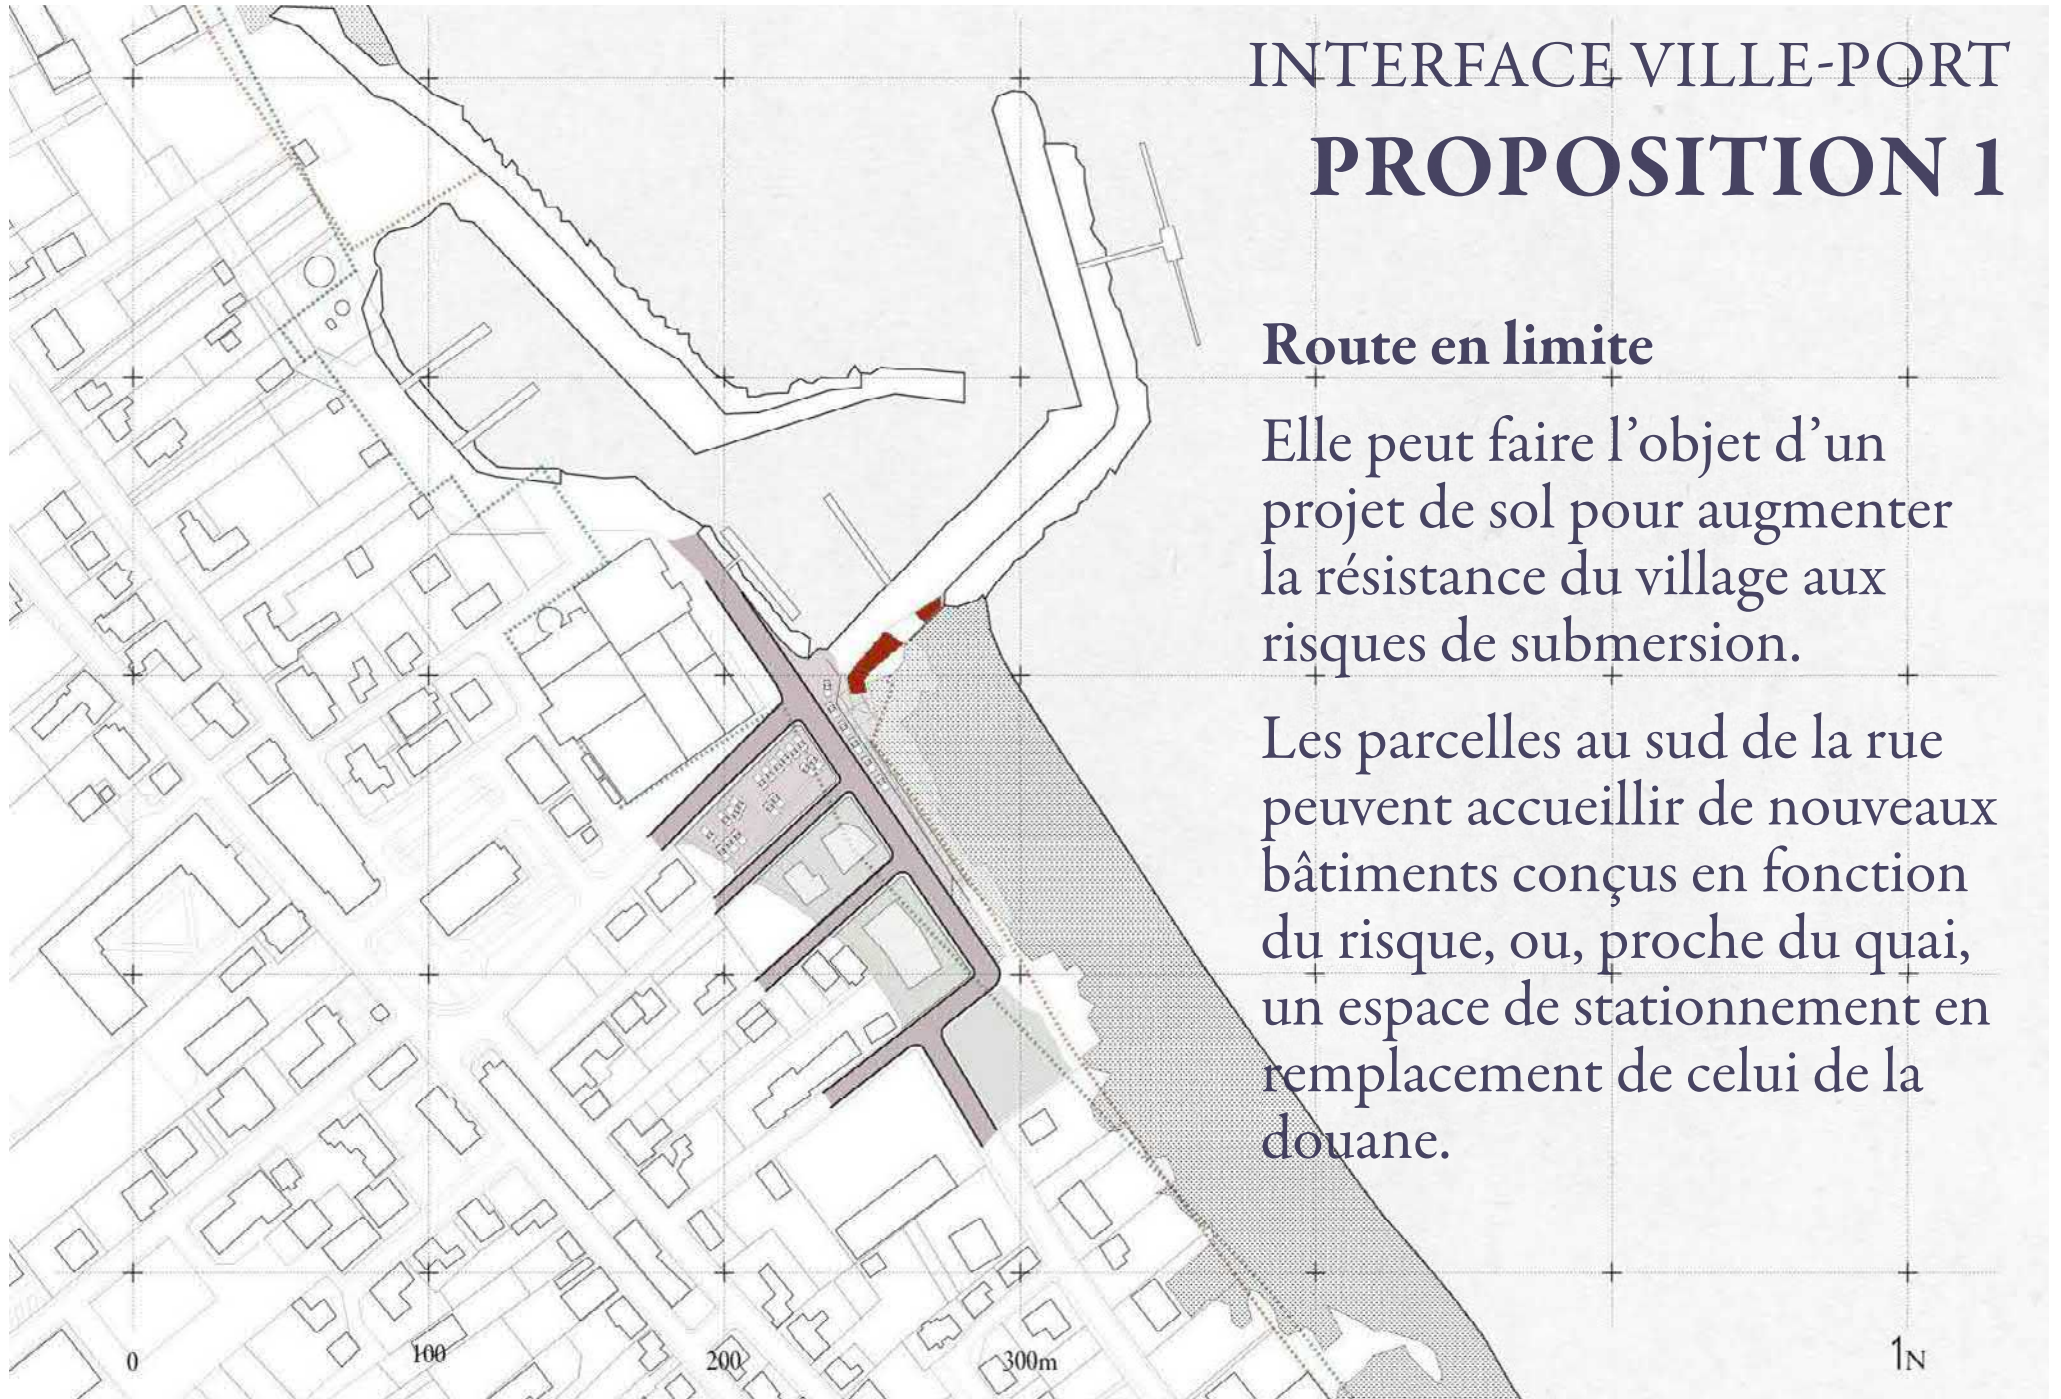 INTERFACE VILLE-PORT
PROPOSITION 1
Route en limite
Elle peut faire l’objet d’un
projet de sol pour augmenter
la résistance du village aux
risques de submersion.
Les parcelles au sud de la rue
peuvent accueillir de nouveaux
bâtiments conçus en fonction
du risque, ou, proche du quai,
un espace de stationnement en
remplacement de celui de la
douane.
0 100 200 300m 1N